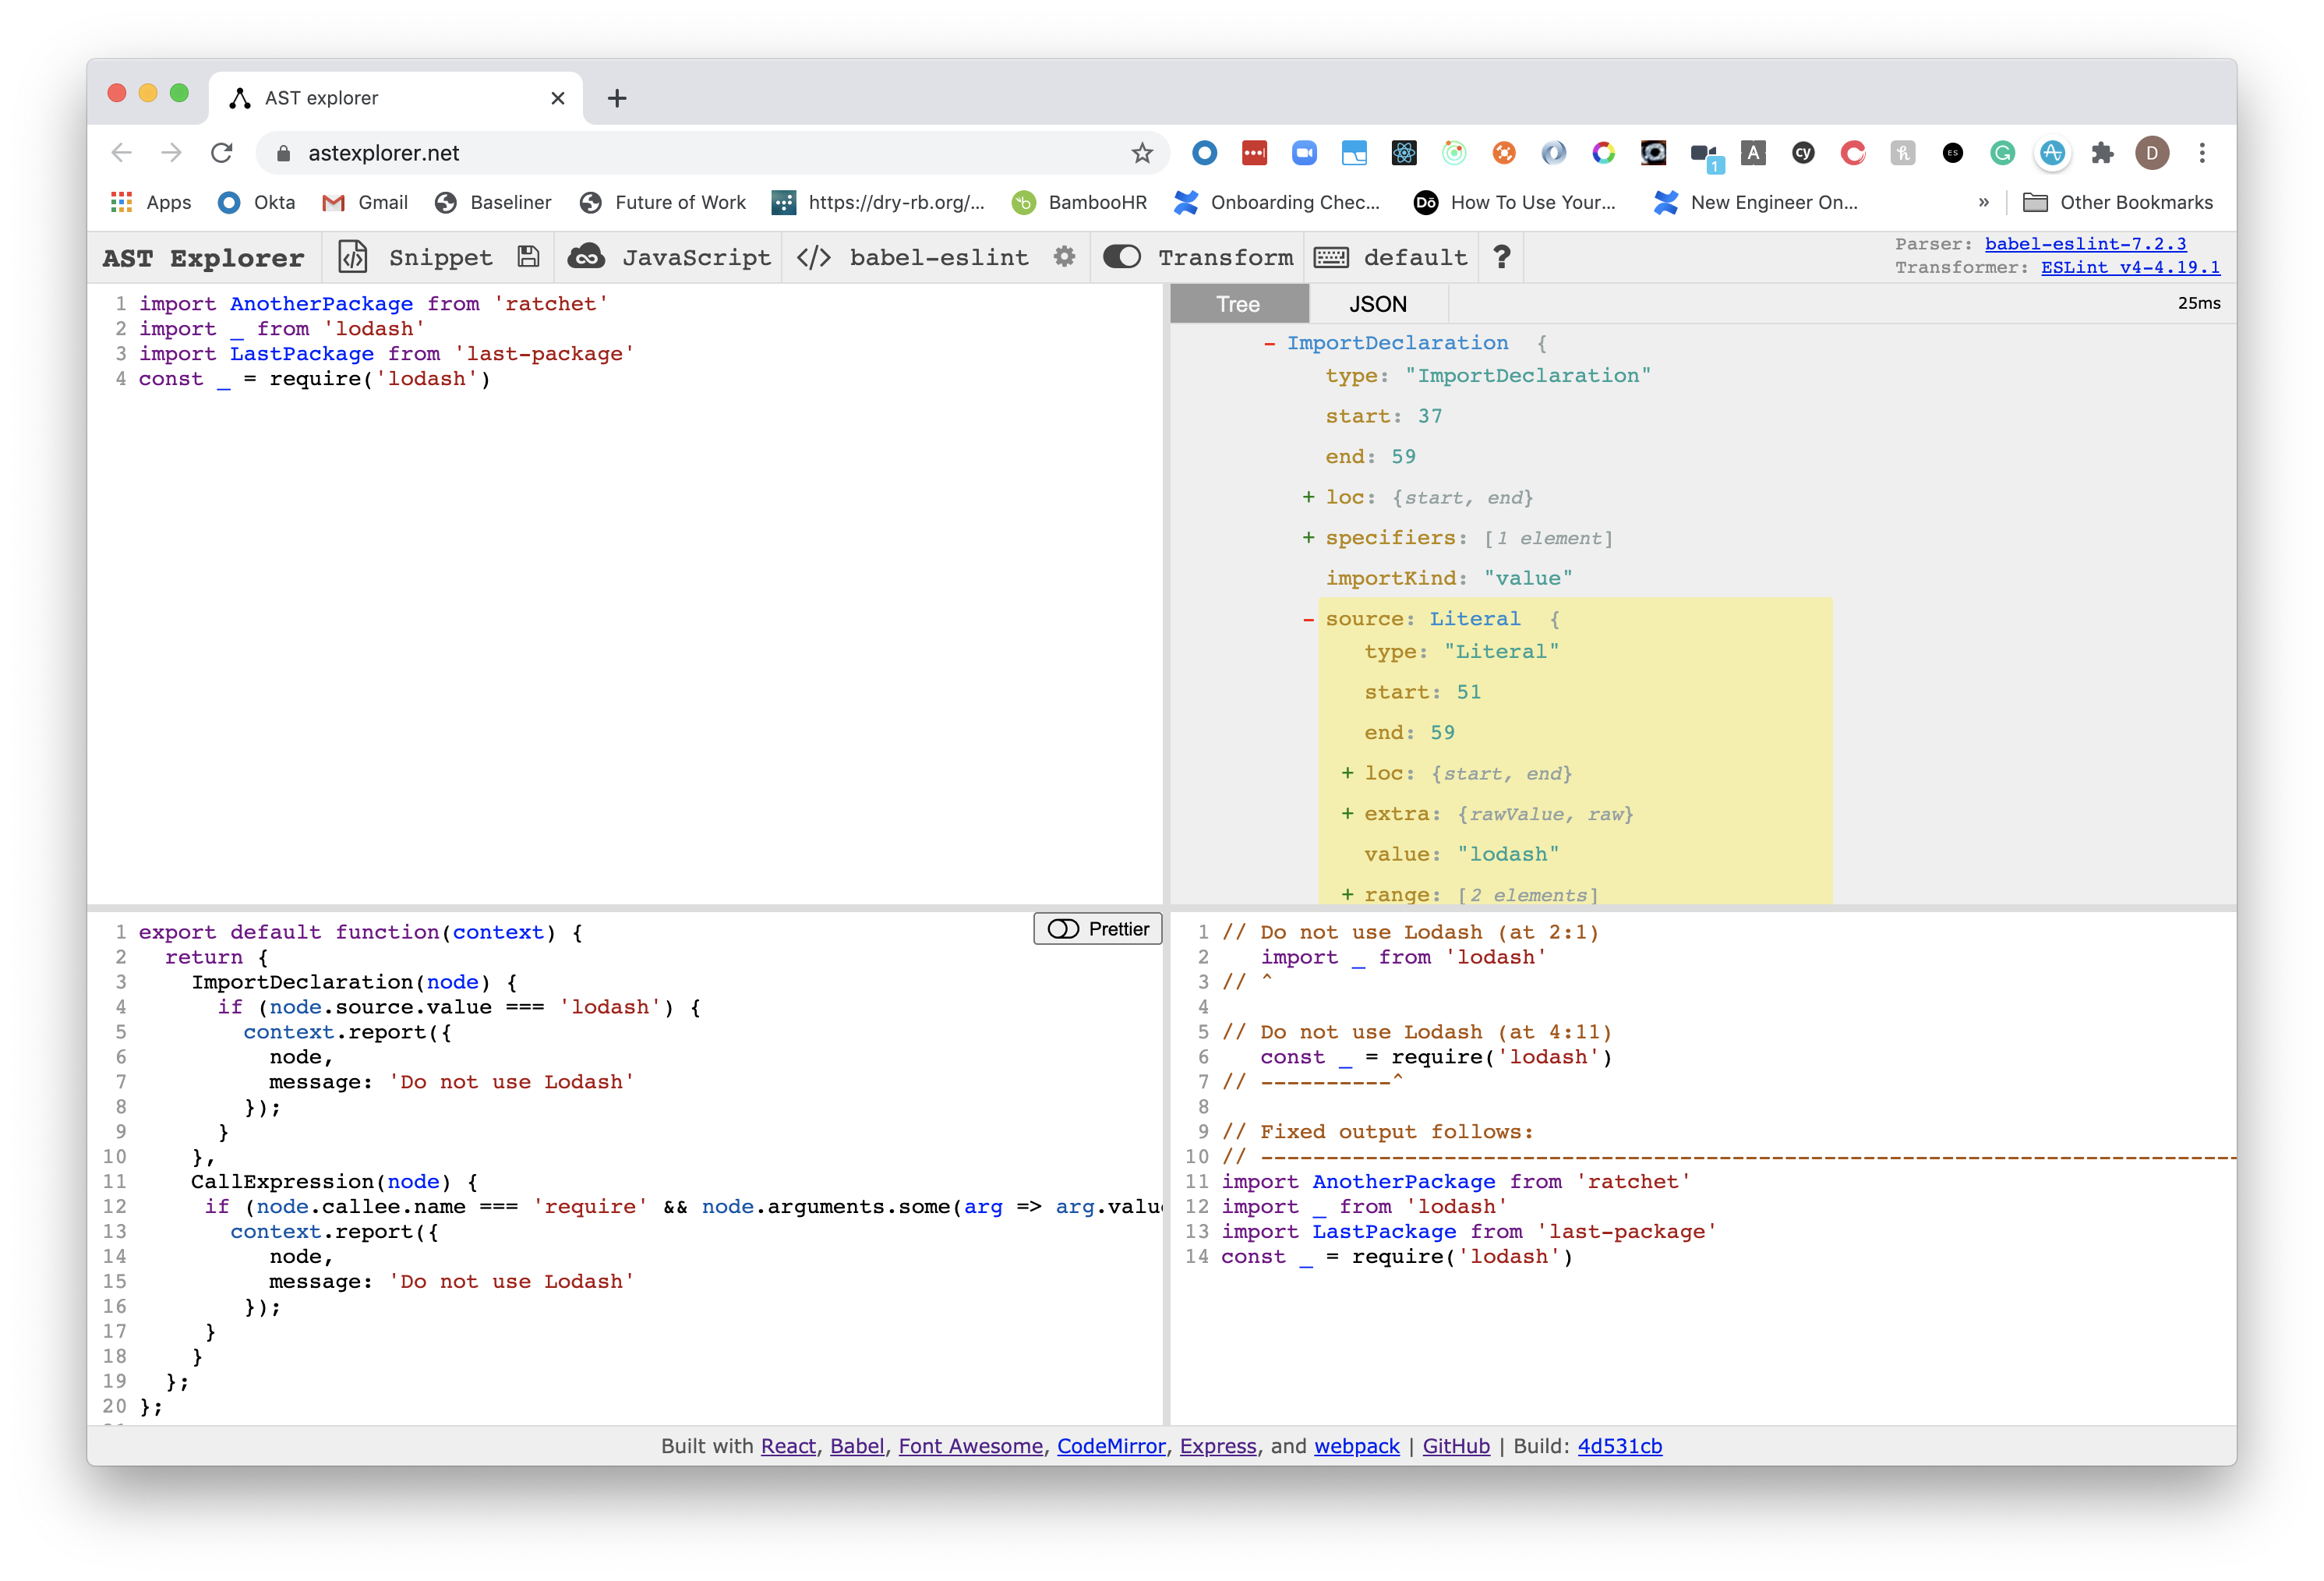 AST explorer
astexplorer.net
1
A
cy
ES
D
Apps Okta Gmail Baseliner Future of Work https://dry-rb.org/... BambooHR Onboarding Chec... Dō How To Use Your... New Engineer On... » Other Bookmarks
AST Explorer Snippet JavaScript </> babel-eslint Transform default ?
Parser: babel-eslint-7.2.3
Transformer: ESLint v4-4.19.1
1 import AnotherPackage from 'ratchet'
2 import _ from 'lodash'
3 import LastPackage from 'last-package'
4 const _ = require('lodash')
Tree JSON 25ms
- ImportDeclaration {
type: "ImportDeclaration"
start: 37
end: 59
+ loc: {start, end}
+ specifiers: [1 element]
importKind: "value"
- source: Literal {
type: "Literal"
start: 51
end: 59
+ loc: {start, end}
+ extra: {rawValue, raw}
value: "lodash"
+ range: [2 elements]
Prettier
1 export default function(context) {
2 return {
3 ImportDeclaration(node) {
4 if (node.source.value === 'lodash') {
5 context.report({
6 node,
7 message: 'Do not use Lodash'
8 });
9 }
10 },
11 CallExpression(node) {
12 if (node.callee.name === 'require' && node.arguments.some(arg => arg.valu
13 context.report({
14 node,
15 message: 'Do not use Lodash'
16 });
17 }
18 }
19 };
20 };
1 // Do not use Lodash (at 2:1)
2 import _ from 'lodash'
3 // ^
4
5 // Do not use Lodash (at 4:11)
6 const _ = require('lodash')
7 // ----------^
8
9 // Fixed output follows:
10 // --------------------------------------------------------------------------
11 import AnotherPackage from 'ratchet'
12 import _ from 'lodash'
13 import LastPackage from 'last-package'
14 const _ = require('lodash')
Built with React, Babel, Font Awesome, CodeMirror, Express, and webpack | GitHub | Build: 4d531cb